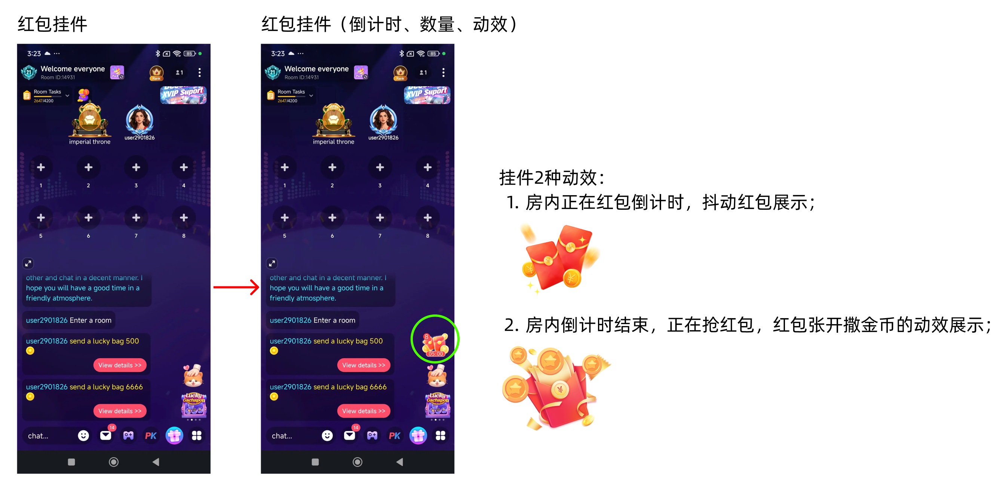 红包挂件
3:23
85
21
Welcome everyone
Room ID:14931
PAR
Rank
1
Room Tasks
2647/4200
1
XVIP Suport
imperial throne
user2901826
1
2
3
4
5
6
7
8
other and chat in a decent manner. I
hope you will have a good time in a
friendly atmosphere.
user2901826 Enter a room
user2901826 send a lucky bag 500
View details >>
user2901826 send a lucky bag 6666
View details >>
Lucky
Gachapon
chat...
14
PK
红包挂件（倒计时、数量、动效）
3:23
85
21
Welcome everyone
Room ID:14931
PAR
Rank
1
Room Tasks
2647/4200
XVIP Suport
imperial throne
user2901826
1
2
3
4
5
6
7
8
other and chat in a decent manner. I
hope you will have a good time in a
friendly atmosphere.
user2901826 Enter a room
user2901826 send a lucky bag 500
View details >>
8
05:00
user2901826 send a lucky bag 6666
View details >>
Lucky
Gachapon
chat...
14
PK
挂件2种动效：
1. 房内正在红包倒计时，抖动红包展示；
¥
¥
¥
¥
2. 房内倒计时结束，正在抢红包，红包张开撒金币的动效展示；
¥